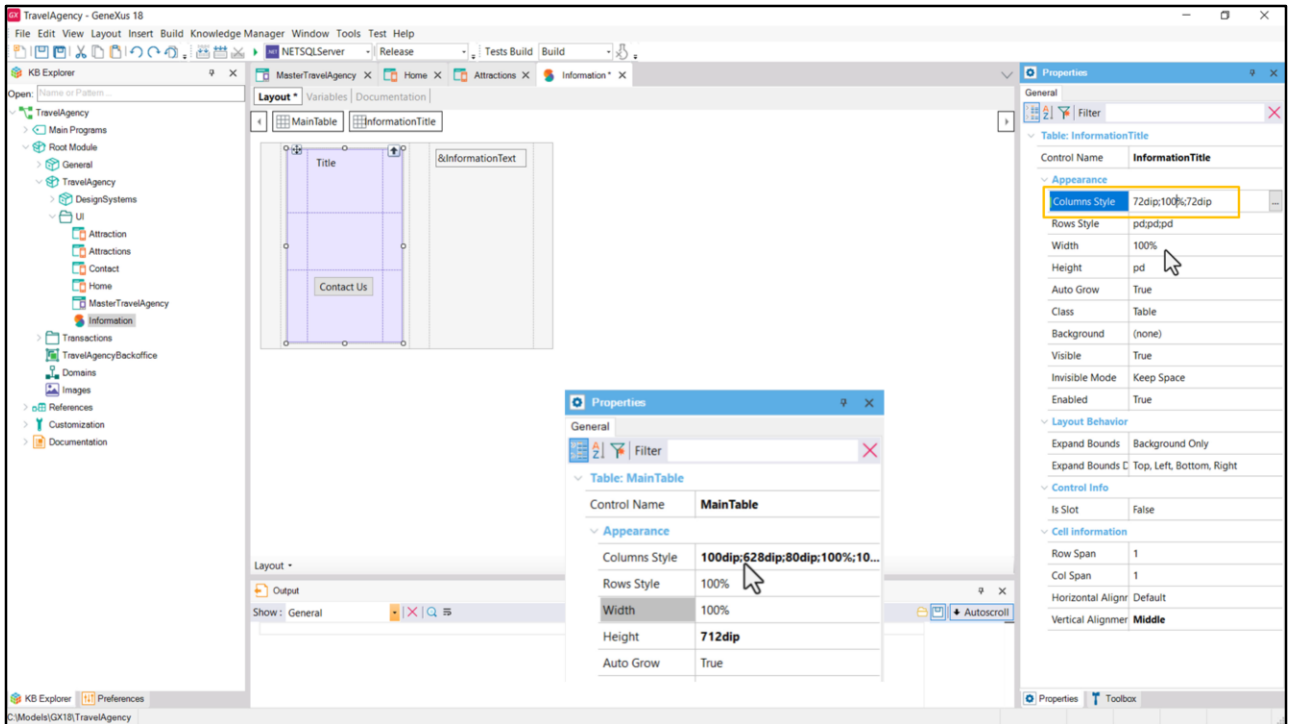 GX TravelAgency - GeneXus 18
File Edit View Layout Insert Build Knowledge Manager Window Tools Test Help
NET NETSQLServer Release Tests Build Build
KB Explorer
Open: Name or Pattern ...
TravelAgency
Main Programs
Root Module
General
TravelAgency
DesignSystems
UI
Attraction
Attractions
Contact
Home
MasterTravelAgency
Information
Transactions
TravelAgencyBackoffice
Domains
Images
References
Customization
Documentation
KB Explorer Preferences
C:\Models\GX18\TravelAgency
MasterTravelAgency X Home X Attractions X Information * X
Layout * Variables Documentation
MainTable InformationTitle
Title
&InformationText
Contact Us
Layout
Output
Show: General
Autoscroll
Properties
General
Filter
Table: MainTable
Control Name MainTable
Appearance
Columns Style 100dip;628dip;80dip;100%;10...
Rows Style 100%
Width 100%
Height 712dip
Auto Grow True
Properties
General
Filter
Table: InformationTitle
Control Name InformationTitle
Appearance
Columns Style 72dip;100%;72dip ...
Rows Style pd;pd;pd
Width 100%
Height pd
Auto Grow True
Class Table
Background (none)
Visible True
Invisible Mode Keep Space
Enabled True
Layout Behavior
Expand Bounds Background Only
Expand Bounds D Top, Left, Bottom, Right
Control Info
Is Slot False
Cell information
Row Span 1
Col Span 1
Horizontal Alignr Default
Vertical Alignmer Middle
Properties Toolbox